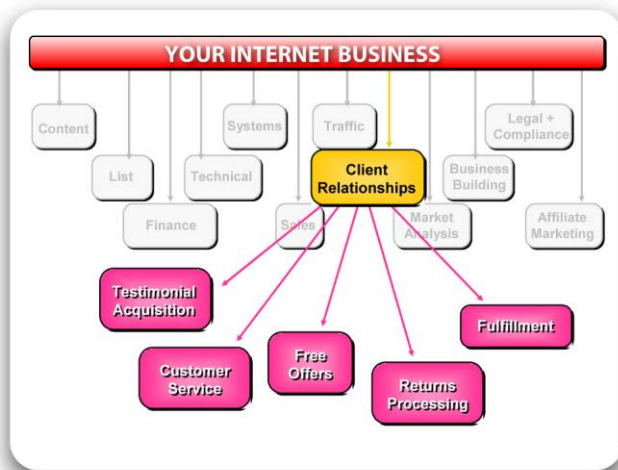 YOUR INTERNET BUSINESS
Content
Systems
Traffic
Legal +
Compliance
List
Technical
Client
Relationships
Business
Building
Finance
Sales
Market
Analysis
Affiliate
Marketing
Testimonial
Acquisition
Fulfillment
Customer
Service
Free
Offers
Returns
Processing